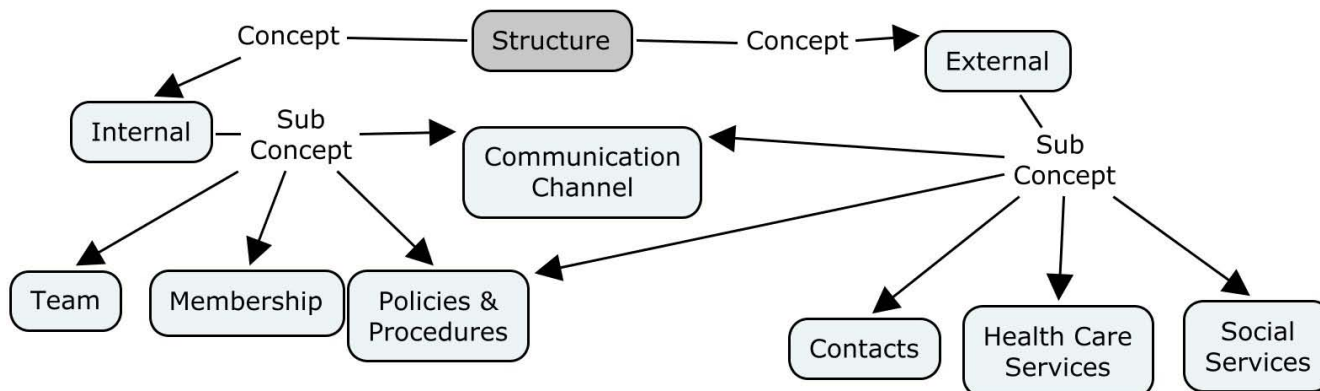 Concept
Structure
Concept
External
Internal
Sub
Concept
Communication
Channel
Sub
Concept
Team
Membership
Policies &
Procedures
Contacts
Health Care
Services
Social
Services